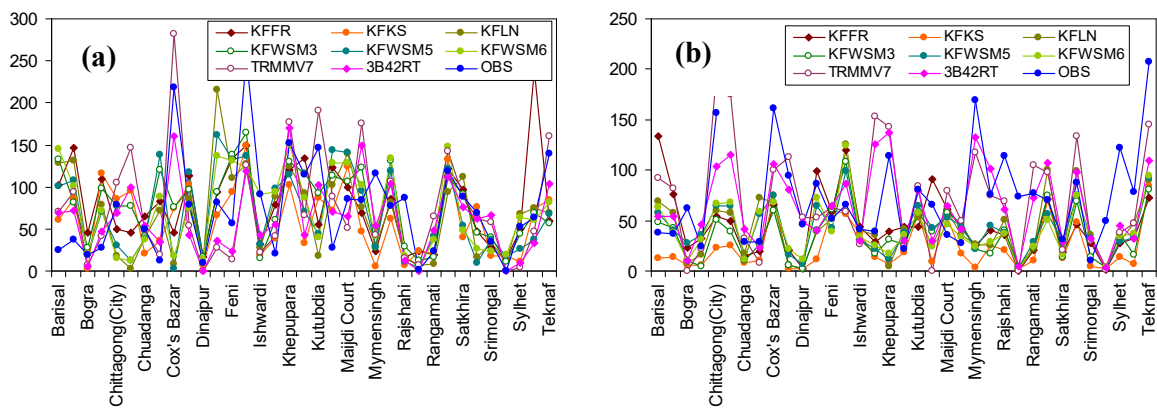 (a)
KFFR KFKS KFLN
KFWSM3 KFWSM5 KFWSM6
TRMMV7 3B42RT OBS
300
250
200
150
100
50
0
Barisal
Bogra
Chittagong(City)
Chuadanga
Cox's Bazar
Dinajpur
Feni
Ishwardi
Khepupara
Kutubdia
Majdi Court
Mymensingh
Rajshahi
Rangamati
Satkhira
Srimongal
Sylhet
Teknaf
(b)
KFFR KFKS KFLN
KFWSM3 KFWSM5 KFWSM6
TRMMV7 3B42RT OBS
250
200
150
100
50
0
Barisal
Bogra
Chittagong(City)
Chuadanga
Cox's Bazar
Dinajpur
Feni
Ishwardi
Khepupara
Kutubdia
Majdi Court
Mymensingh
Rajshahi
Rangamati
Satkhira
Srimongal
Sylhet
Teknaf